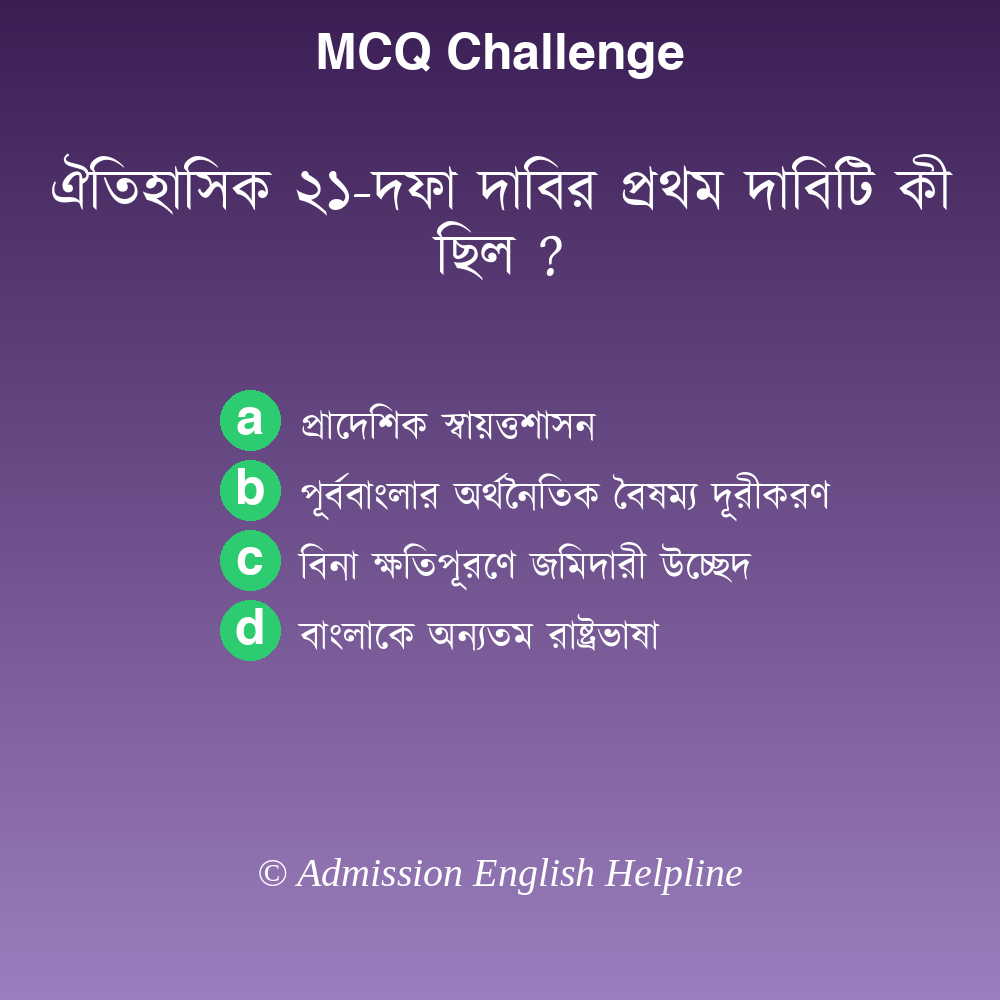 MCQ Challenge
ঐতিহাসিক ২১-দফা দাবির প্রথম দাবিটি কী
ছিল ?
a প্রাদেশিক স্বায়ত্তশাসন
b পূর্ববাংলার অর্থনৈতিক বৈষম্য দূরীকরণ
c বিনা ক্ষতিপূরণে জমিদারী উচ্ছেদ
d বাংলাকে অন্যতম রাষ্ট্রভাষা
© Admission English Helpline